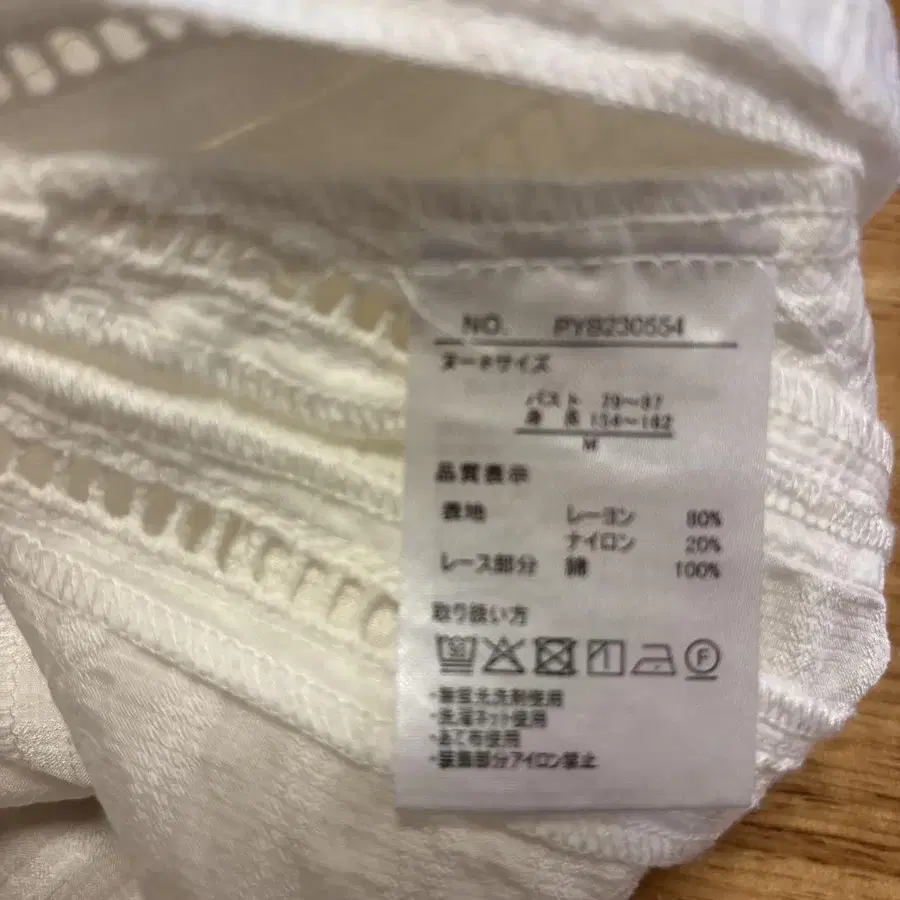 NO. PYB230554
ヌードサイズ
バスト 79〜87
身 長 154〜162
M
品質表示
表地 レーヨン 80%
ナイロン 20%
レース部分 綿 100%
取り扱い方
30
F
・無蛍光洗剤使用
・洗濯ネット使用
・あて布使用
・装飾部分アイロン禁止